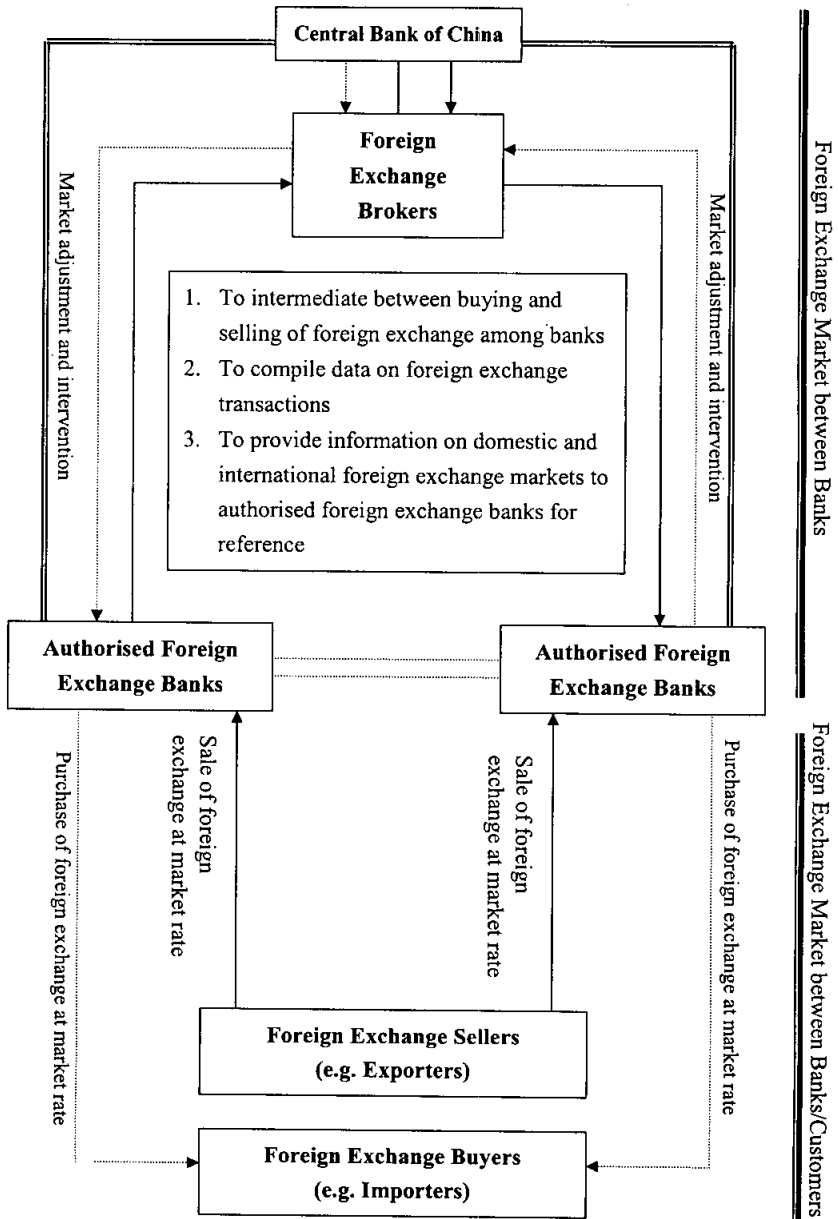 Central Bank of China
Foreign
Exchange
Brokers
Market adjustment and intervention
Market adjustment and intervention
Foreign Exchange Market between Banks
1. To intermediate between buying and
selling of foreign exchange among banks
2. To compile data on foreign exchange
transactions
3. To provide information on domestic and
international foreign exchange markets to
authorised foreign exchange banks for
reference
Authorised Foreign
Exchange Banks
Authorised Foreign
Exchange Banks
Purchase of foreign exchange at market rate
Sale of foreign
exchange at market rate
Sale of foreign
exchange at market rate
Purchase of foreign exchange at market rate
Foreign Exchange Market between Banks/Customers
Foreign Exchange Sellers
(e.g. Exporters)
Foreign Exchange Buyers
(e.g. Importers)